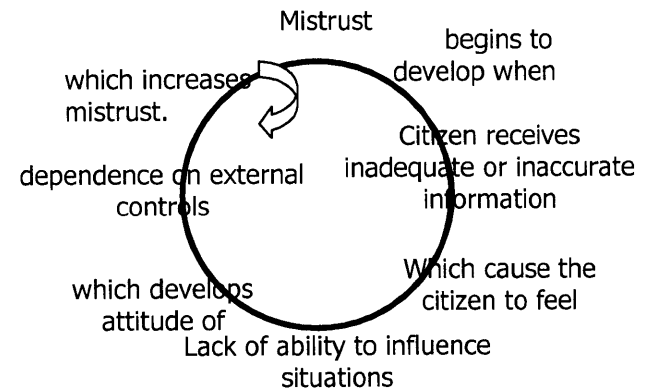 Mistrust
begins to
develop when
Citizen receives
inadequate or inaccurate
information
Which cause the
citizen to feel
Lack of ability to influence
situations
which develops
attitude of
dependence on external
controls
which increases
mistrust.